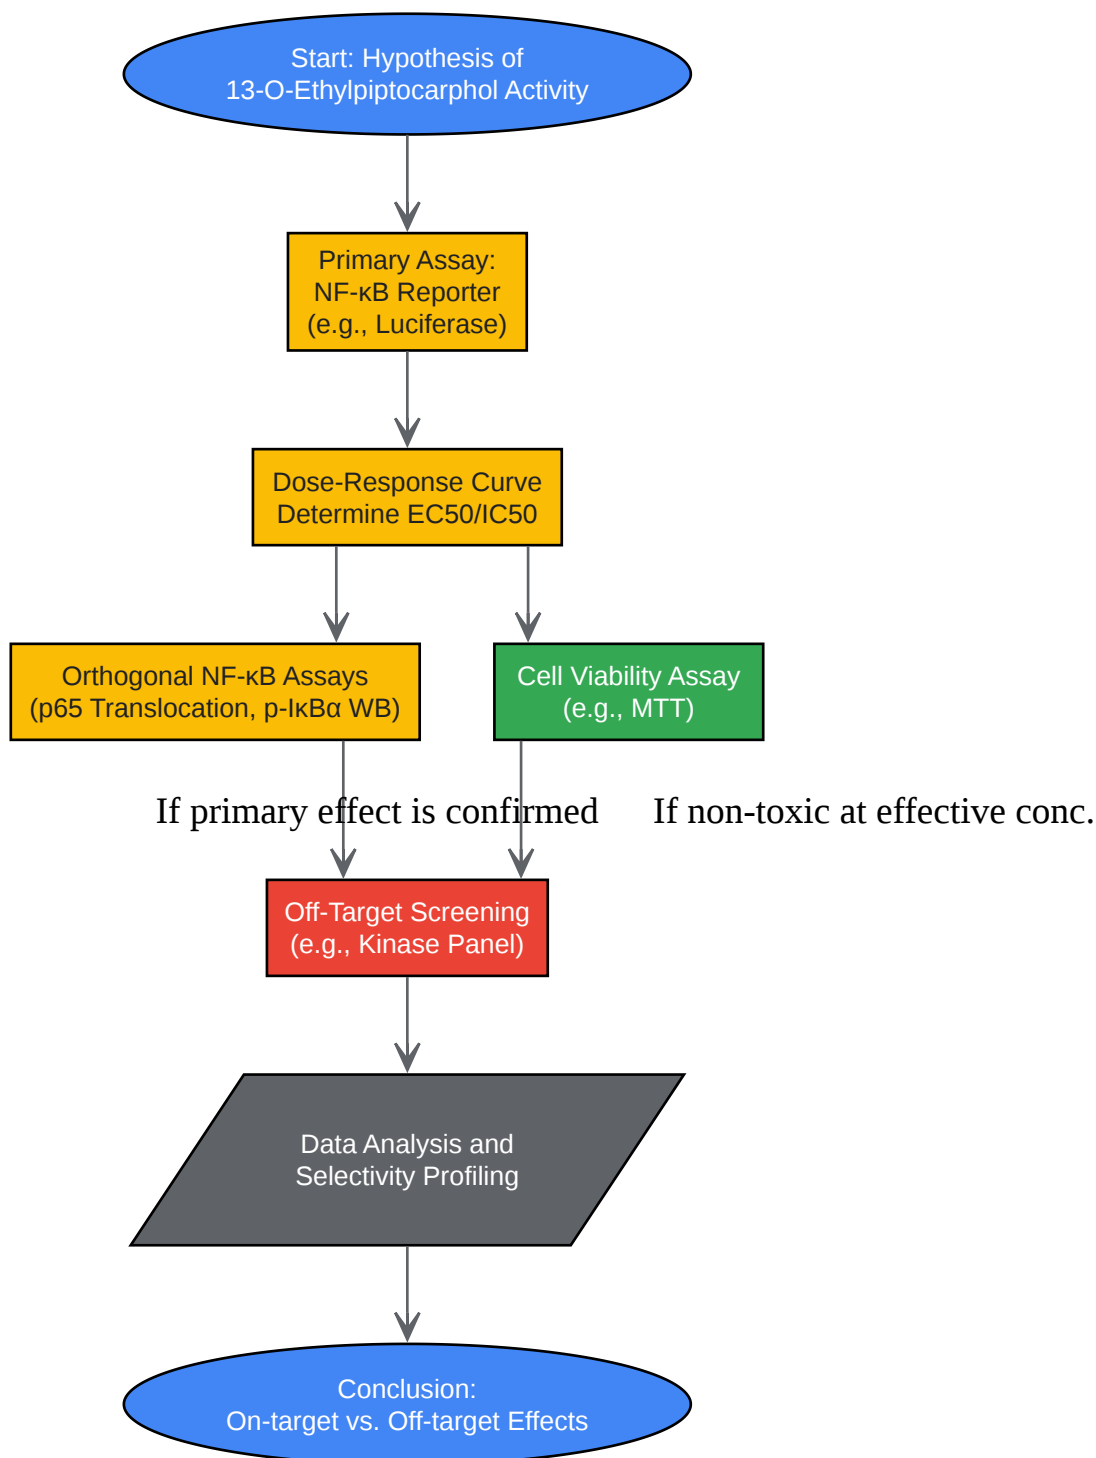 Start: Hypothesis of
13-O-Ethylpiptocarphol Activity
Primary Assay:
NF-κB Reporter
(e.g., Luciferase)
Dose-Response Curve
Determine EC50/IC50
Orthogonal NF-κB Assays
(p65 Translocation, p-IκBα WB)
Cell Viability Assay
(e.g., MTT)
If primary effect is confirmed
If non-toxic at effective conc.
Off-Target Screening
(e.g., Kinase Panel)
Data Analysis and
Selectivity Profiling
Conclusion:
On-target vs. Off-target Effects